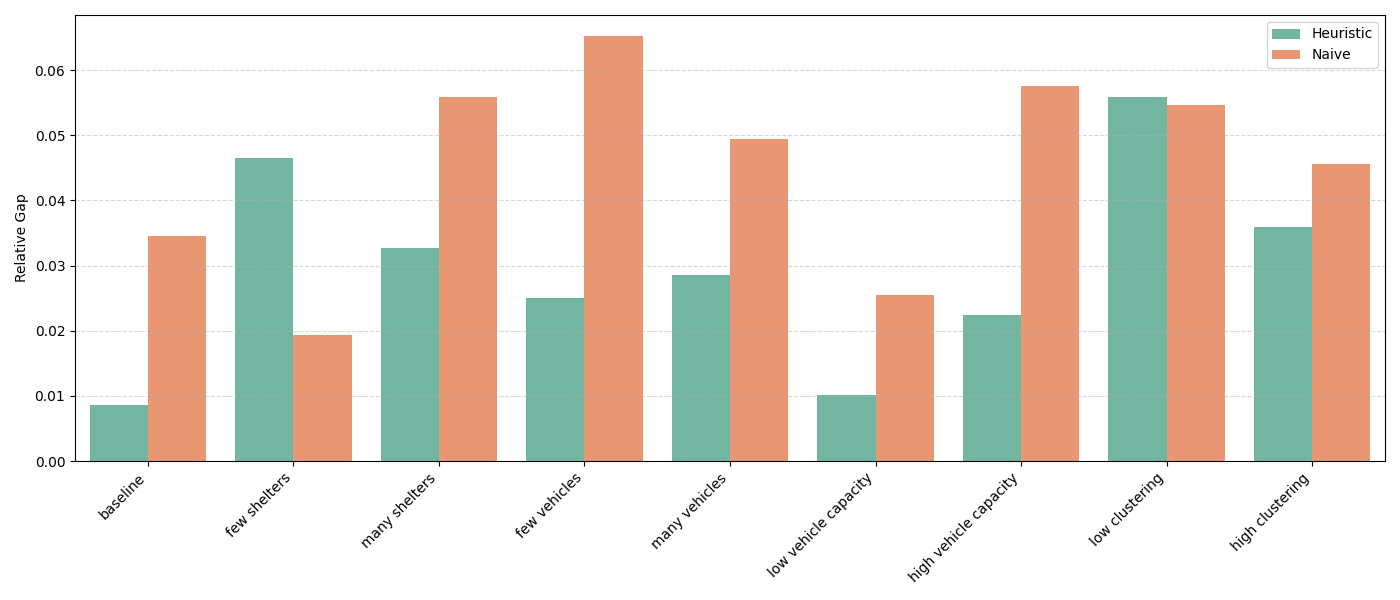 Heuristic
Naive
Relative Gap
0.06
0.05
0.04
0.03
0.02
0.01
0.00
baseline
few shelters
many shelters
few vehicles
many vehicles
low vehicle capacity
high vehicle capacity
low clustering
high clustering